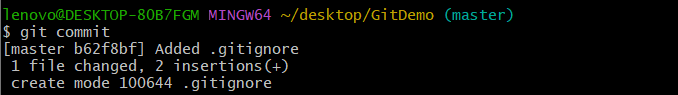 lenovo@DESKTOP-80B7FGM MINGW64 ~/desktop/GitDemo (master)
$ git commit
[master b62f8bf] Added .gitignore
 1 file changed, 2 insertions(+)
 create mode 100644 .gitignore